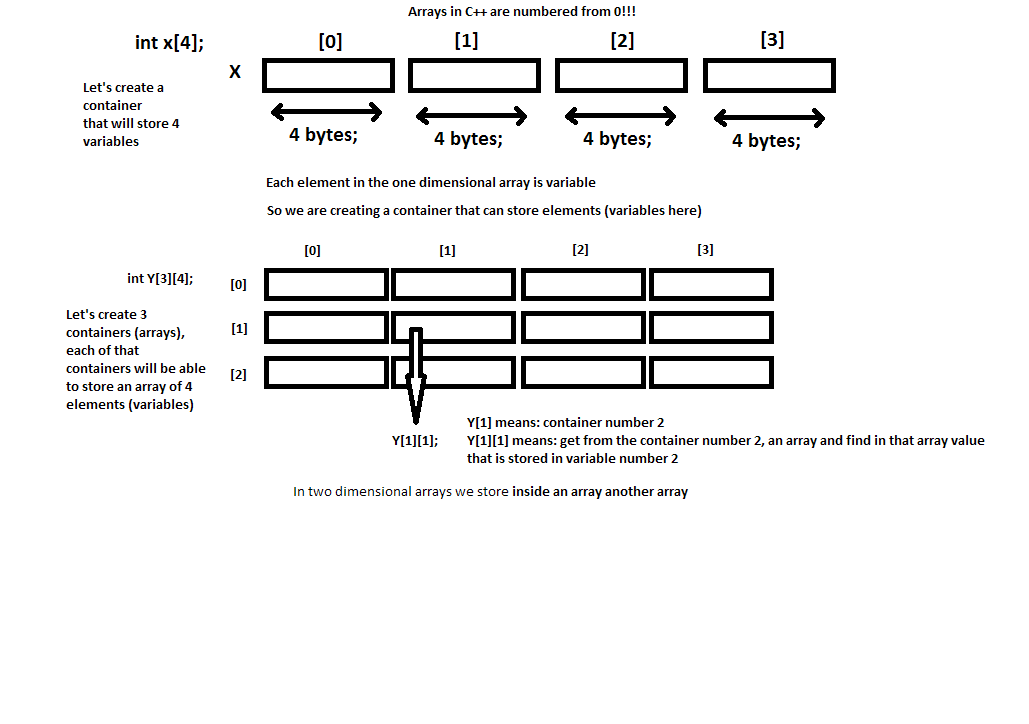 Arrays in C++ are numbered from 0!!!
int x[4];
[0]
[1]
[2]
[3]
X
Let's create a
container
that will store 4
variables
4 bytes;
4 bytes;
4 bytes;
4 bytes;
Each element in the one dimensional array is variable
So we are creating a container that can store elements (variables here)
[0]
[1]
[2]
[3]
int Y[3][4];
[0]
[1]
[2]
Let's create 3
containers (arrays),
each of that
containers will be able
to store an array of 4
elements (variables)
Y[1][1];
Y[1] means: container number 2
Y[1][1] means: get from the container number 2, an array and find in that array value
that is stored in variable number 2
In two dimensional arrays we store inside an array another array